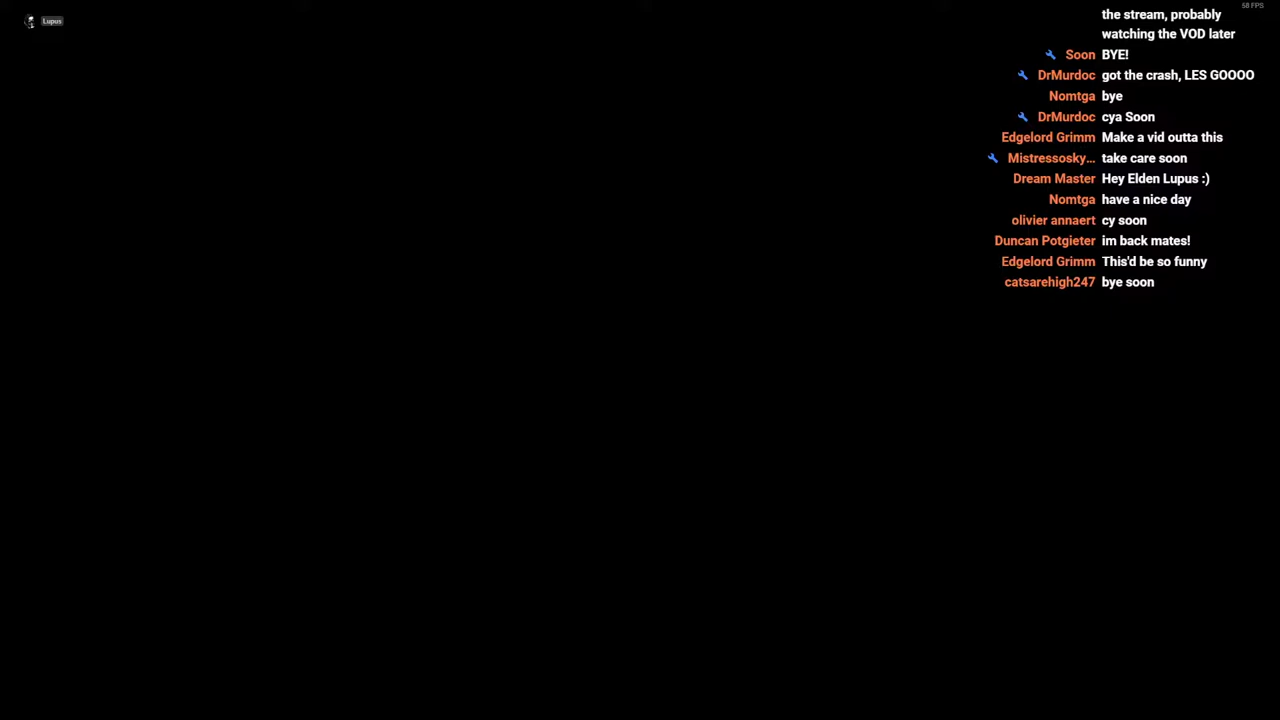 58 FPS
Lupus
the stream, probably
watching the VOD later
Soon BYE!
DrMurdoc got the crash, LES GOOOO
Nomtga bye
DrMurdoc cya Soon
Edgelord Grimm Make a vid outta this
Mistressosky… take care soon
Dream Master Hey Elden Lupus :)
Nomtga have a nice day
olivier annaert cy soon
Duncan Potgieter im back mates!
Edgelord Grimm This'd be so funny
catsarehigh247 bye soon